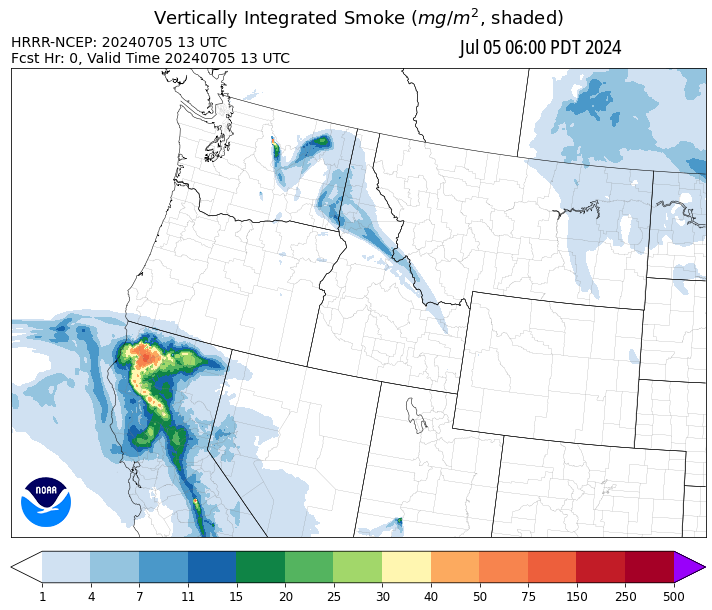 Vertically Integrated Smoke (mg/m², shaded)
HRRR-NCEP: 20240705 13 UTC
Fcst Hr: 0, Valid Time 20240705 13 UTC
Jul 05 06:00 PDT 2024
NOAA
1 4 7 11 15 20 25 30 40 50 75 150 250 500